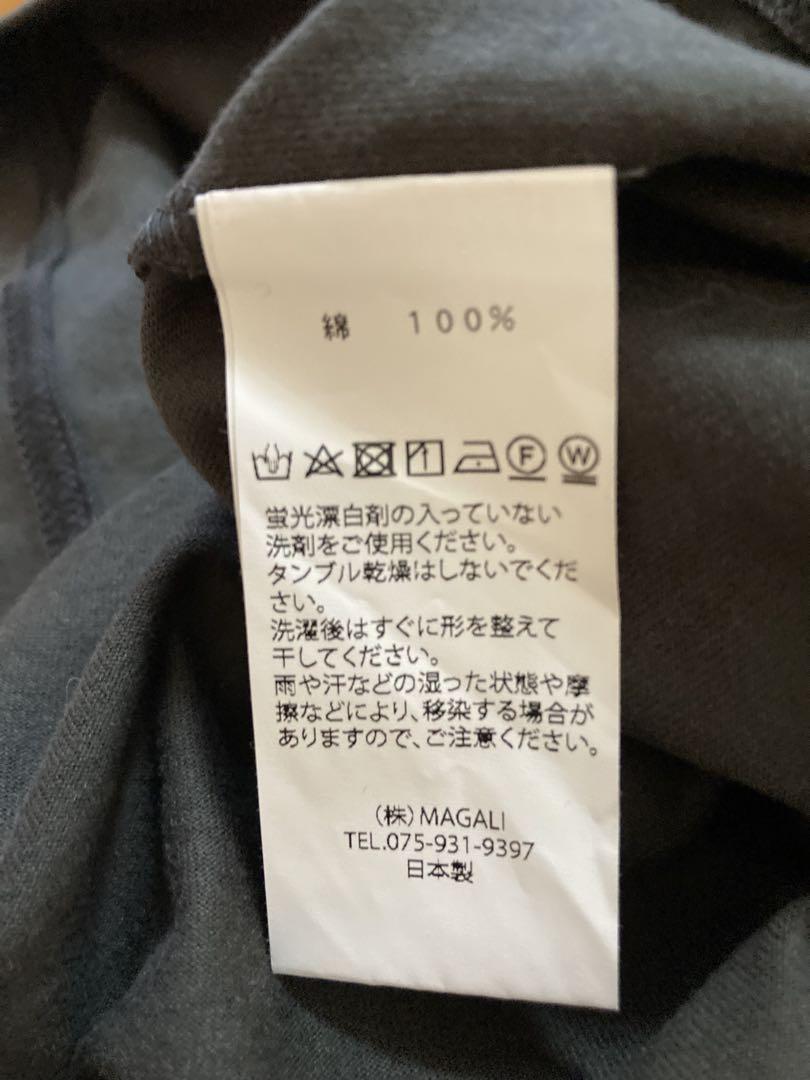 綿 100%
F W
蛍光漂白剤の入っていない
洗剤をご使用ください。
タンブル乾燥はしないでくだ
さい。
洗濯後はすぐに形を整えて
干してください。
雨や汗などの湿った状態や摩
擦などにより、移染する場合が
ありますので、ご注意ください。
(株)MAGALI
TEL.075-931-9397
日本製